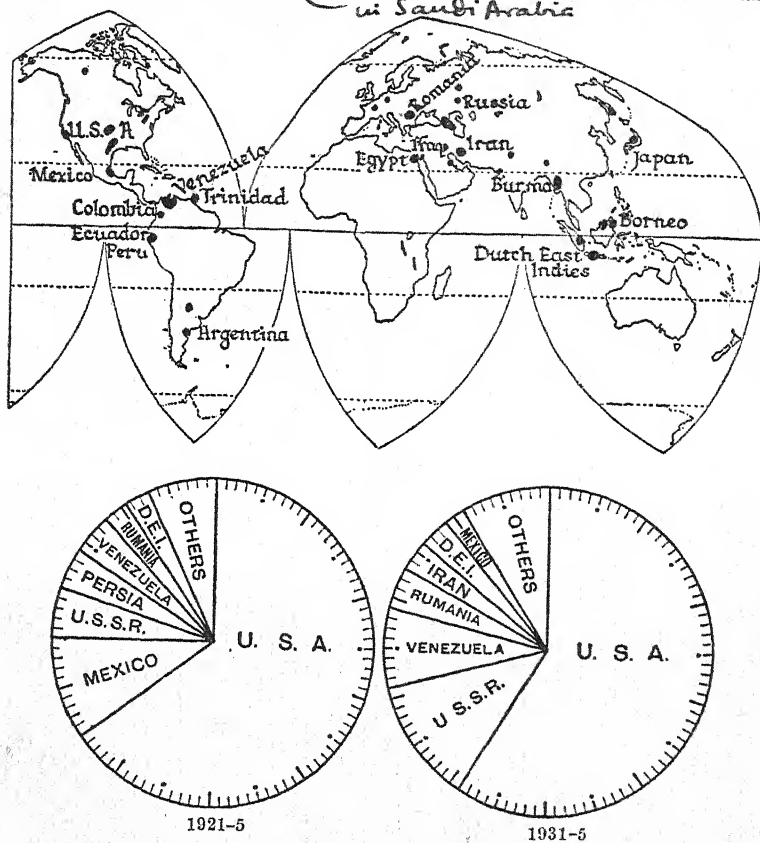 in Saudi Arabia
Romania
Russia
U.S.A
Iraq
Iran
Egypt
Japan
Mexico
Venezuela
Trinidad
Burma
Colombia
Borneo
Ecuador
Peru
Dutch East
Indies
Argentina
OTHERS
D.E.I.
RUMANIA
VENEZUELA
PERSIA
U.S.S.R.
MEXICO
U. S. A.
1921-5
OTHERS
MEXICO
D.E.I.
IRAN
RUMANIA
VENEZUELA
U.S.S.R.
U. S. A.
1931-5